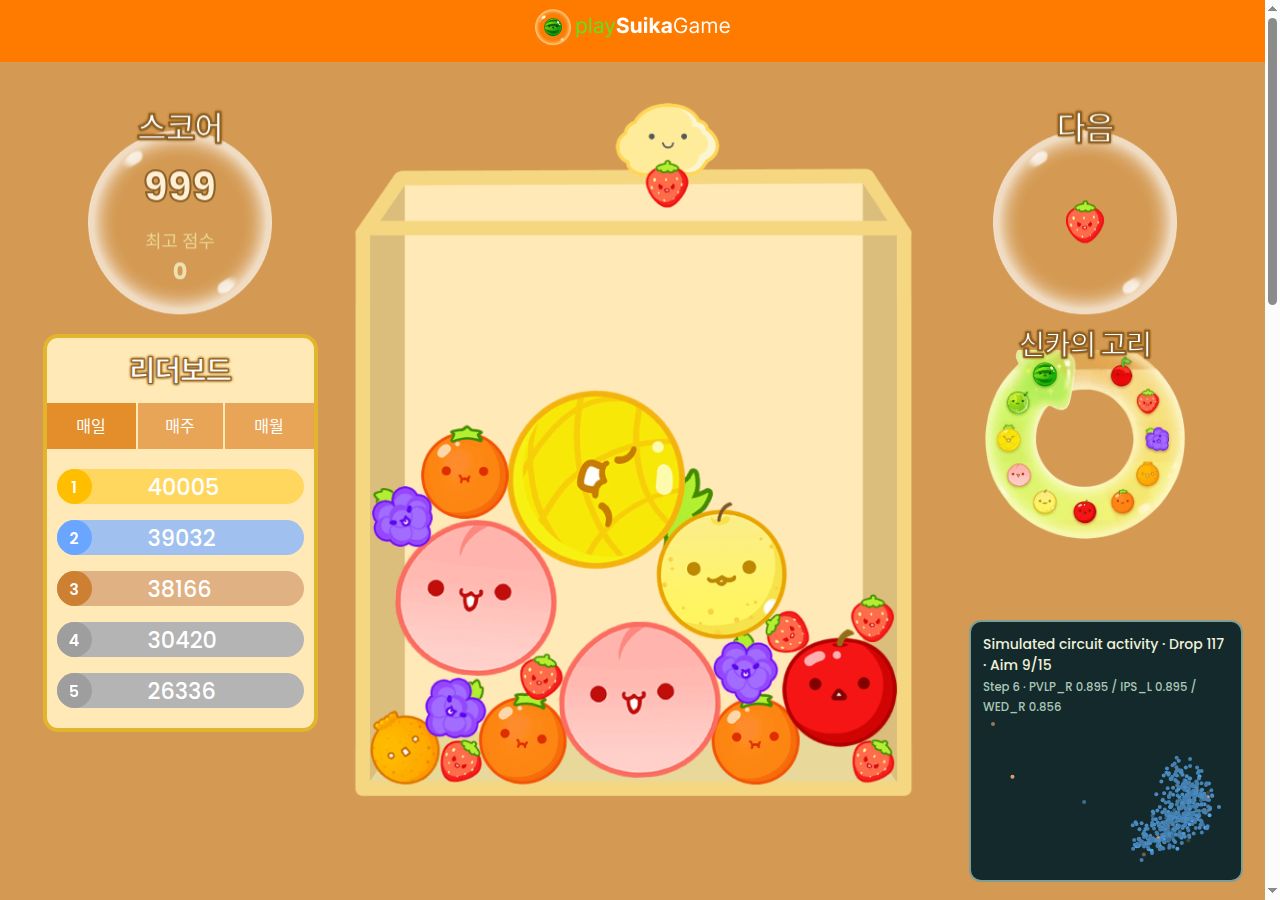 playSuikaGame
스코어
999
최고 점수
0
리더보드
매일 매주 매월
1 40005
2 39032
3 38166
4 30420
5 26336
다음
신카의 고리
Simulated circuit activity · Drop 117
· Aim 9/15
Step 6 · PVLP_R 0.895 / IPS_L 0.895 /
WED_R 0.856